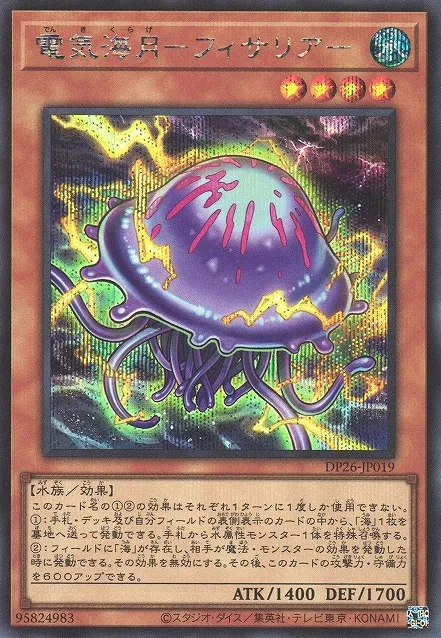 電気海月－フィサリア－
DP26-JP019
【水族／効果】
このカード名の①②の効果はそれぞれ１ターンに１度しか使用できない。
①：手札・デッキ及び自分フィールドの表側表示のカードの中から、「海」１枚を
墓地へ送って発動できる。手札から水属性モンスター１体を特殊召喚する。
②：フィールドに「海」が存在し、相手が魔法・モンスターの効果を発動した
時に発動できる。その効果を無効にする。その後、このカードの攻撃力・守備力
を６００アップできる。
ATK/1400 DEF/1700
95824983
©スタジオ・ダイス／集英社・テレビ東京・KONAMI